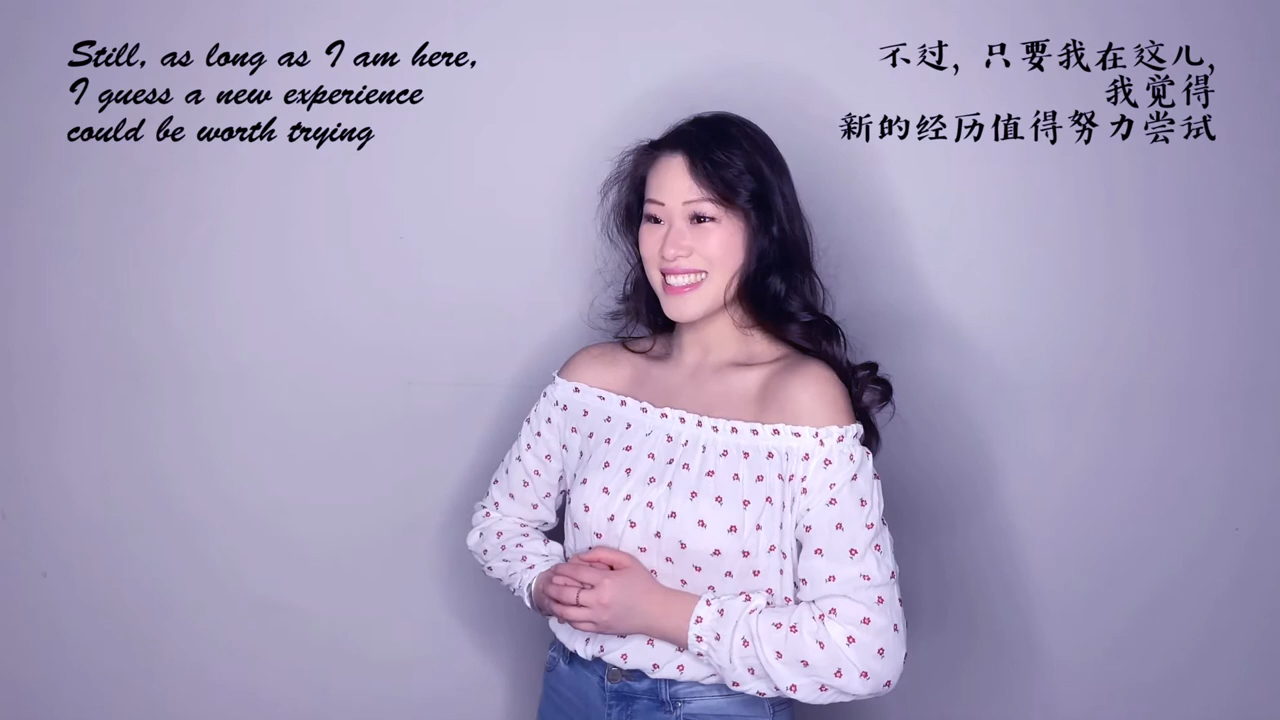 Still, as long as I am here,
I guess a new experience
could be worth trying
不过, 只要我在这儿,
我觉得
新的经历值得努力尝试